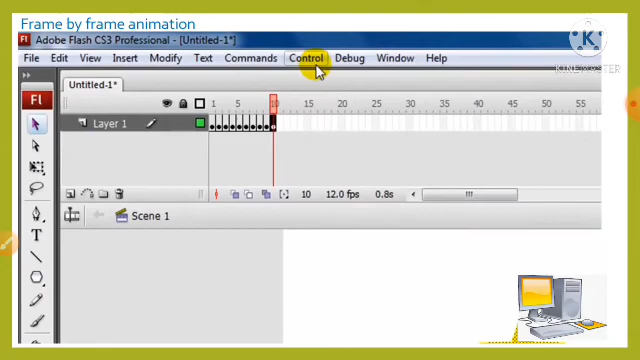 Frame by frame animation
Fl Adobe Flash CS3 Professional - [Untitled-1*]
File Edit View Insert Modify Text Commands Control Debug Window Help
Untitled-1*
Fl
1 5 10 15 20 25 30 35 40 45 50 55
Layer 1
10 12.0 fps 0.8s
Scene 1
T
KINEMASTER